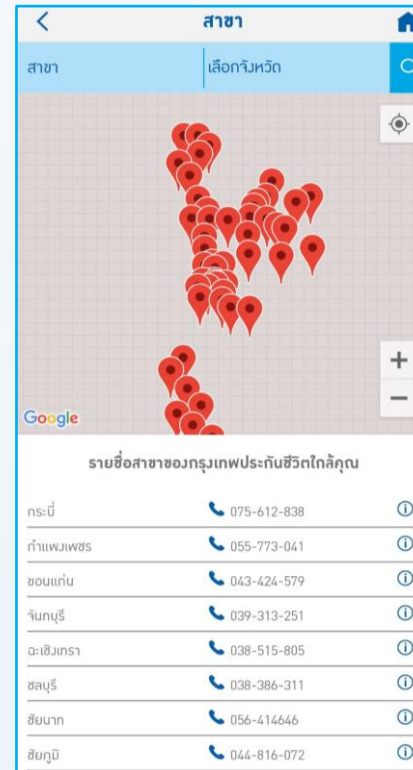 สาขา
สาขา เลือกจังหวัด
Google
รายชื่อสาขาของกรุงเทพประกันชีวิตใกล้คุณ
กระบี่ 075-612-838
กำแพงเพชร 055-773-041
ขอนแก่น 043-424-579
จันทบุรี 039-313-251
ฉะเชิงเทรา 038-515-805
ชลบุรี 038-386-311
ชัยนาท 056-414646
ชัยภูมิ 044-816-072